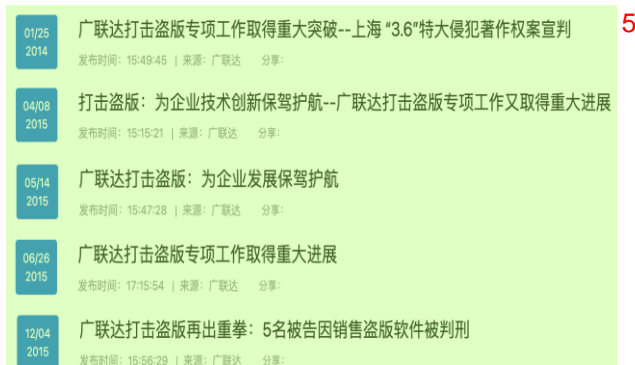 01/25
2014
广联达打击盗版专项工作取得重大突破--上海 “3.6”特大侵犯著作权案宣判
发布时间: 15:49:45 | 来源: 广联达 分享:
5
04/08
2015
打击盗版：为企业技术创新保驾护航--广联达打击盗版专项工作又取得重大进展
发布时间: 15:15:21 | 来源: 广联达 分享:
05/14
2015
广联达打击盗版：为企业发展保驾护航
发布时间: 15:47:28 | 来源: 广联达 分享:
06/26
2015
广联达打击盗版专项工作取得重大进展
发布时间: 17:15:54 | 来源: 广联达 分享:
12/04
2015
广联达打击盗版再出重拳：5名被告因销售盗版软件被判刑
发布时间: 15:56:29 | 来源: 广联达 分享: